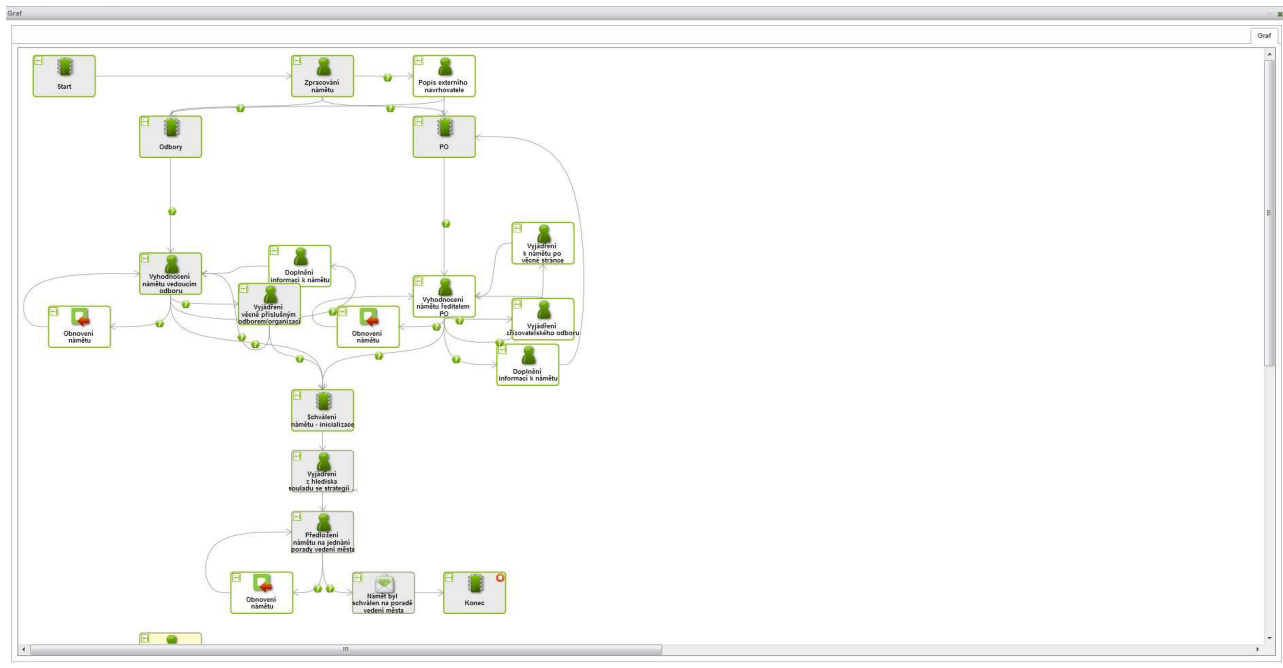 Graf
Graf
Start
Zpracování
námětu
Popis externího
navrhovatele
Odbory
PO
Vyjádření
k námětu po
věcné stránce
Vyhodnocení
námětu vedoucím
odboru
Doplnění
informací k námětu
Vyjádření
věcně příslušným
odborem/organizací
Vyhodnocení
námětu ředitelem
PO
Obnovení
námětu
Obnovení
námětu
Vyjádření
zřizovatelského odboru
Doplnění
informací k námětu
Schválení
námětu - inicializace
Vyjádření
z hlediska
souladu se strategií ...
Předložení
námětu na jednání
porady vedení města
Obnovení
námětu
Námět byl
schválen na poradě
vedení města
Konec